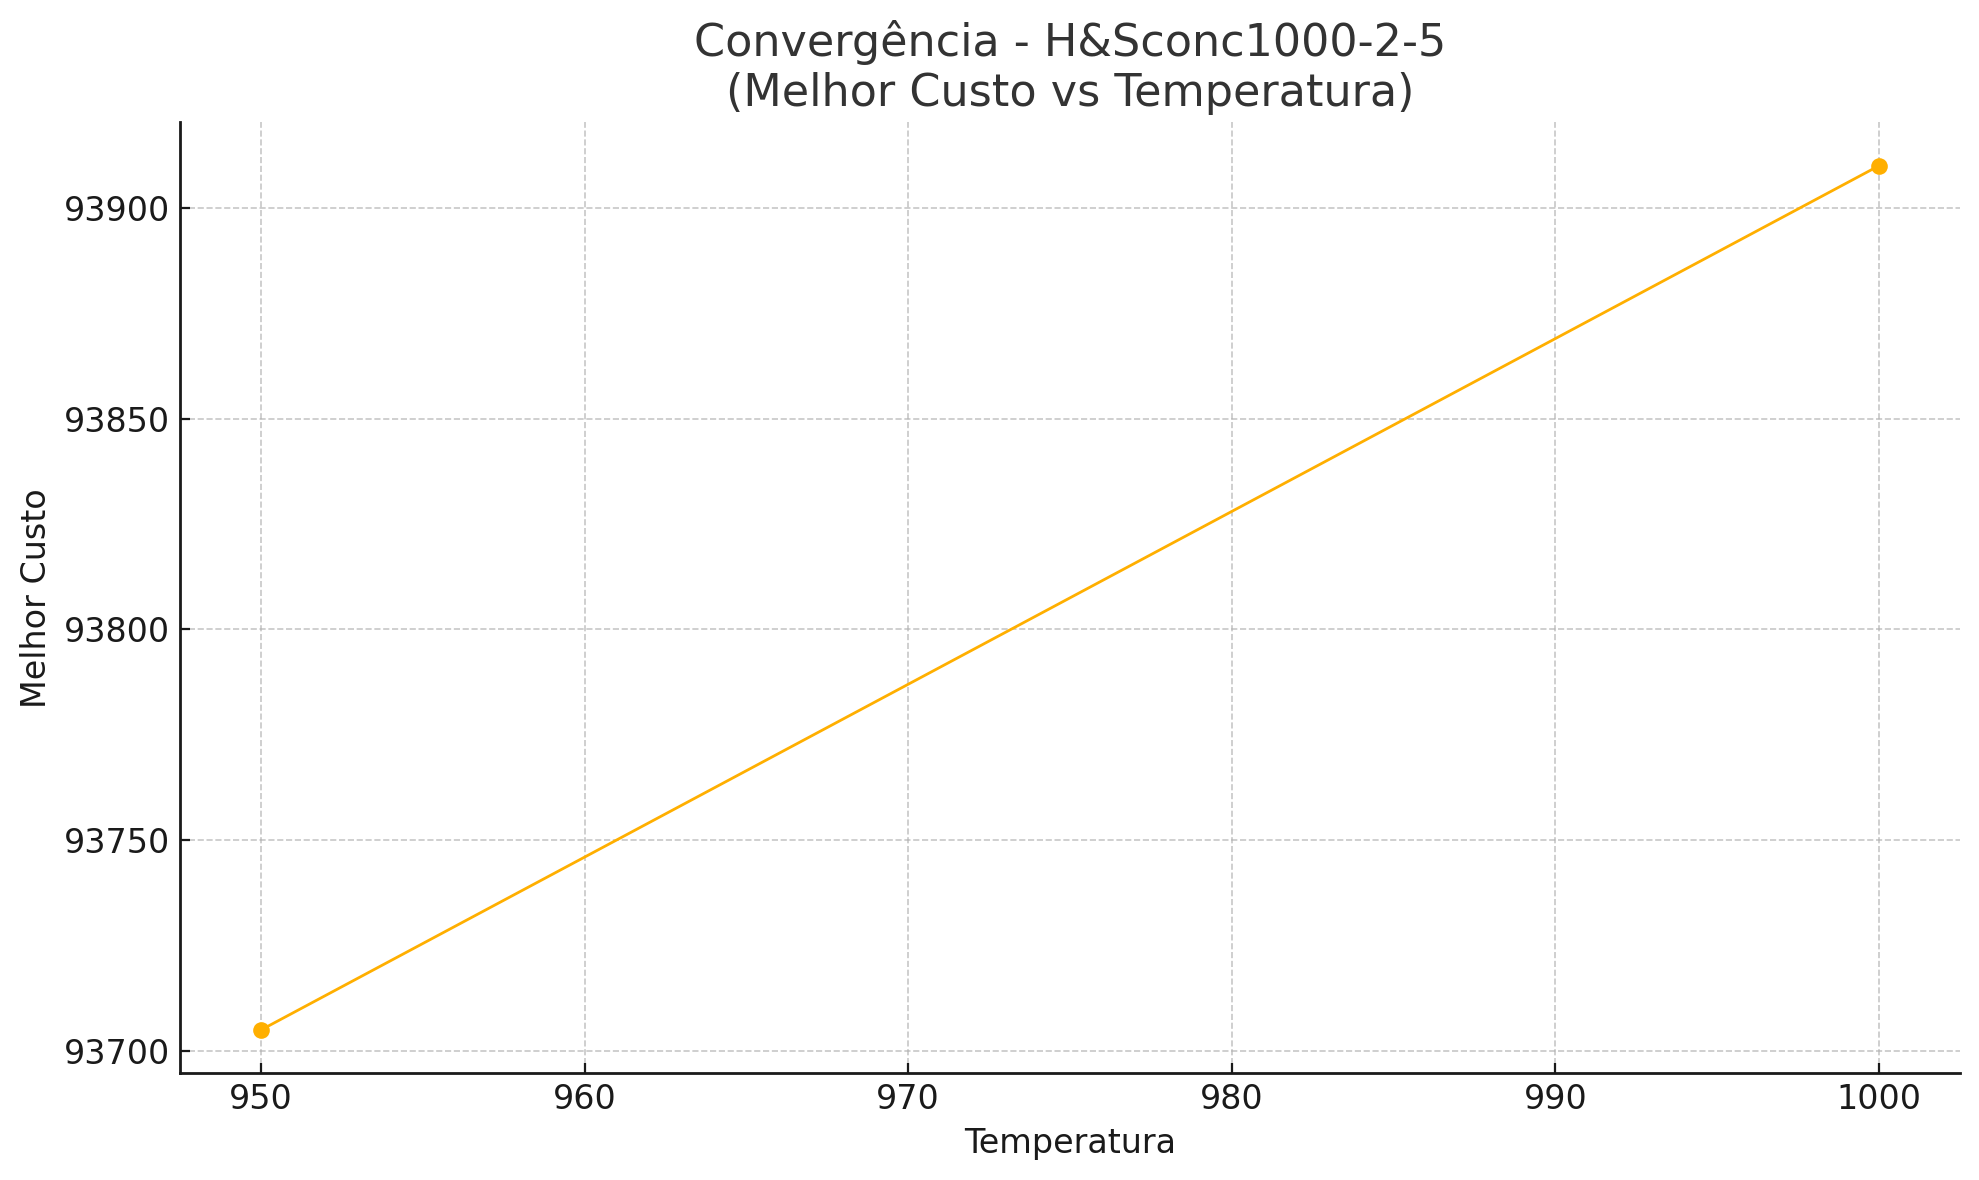 Convergência - H&Sconc1000-2-5
(Melhor Custo vs Temperatura)
Melhor Custo
93900
93850
93800
93750
93700
950 960 970 980 990 1000
Temperatura